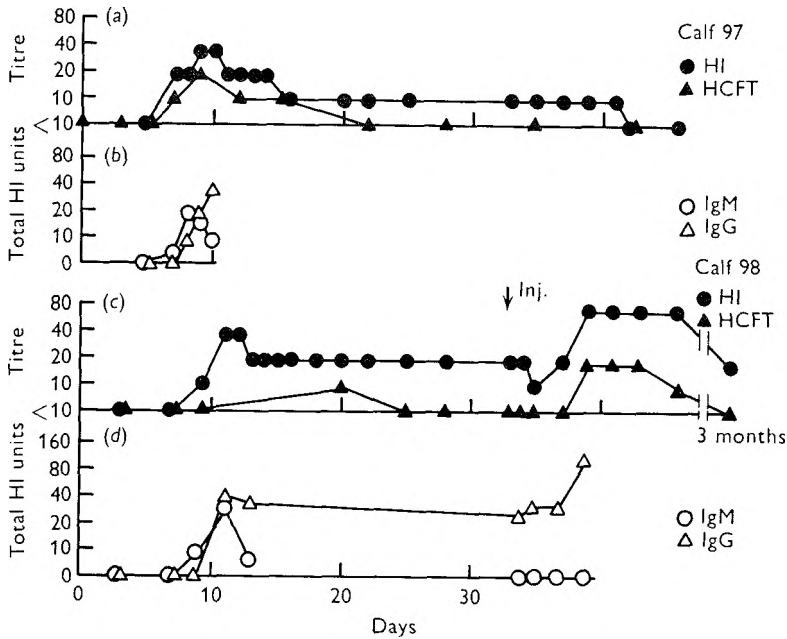 (a)
Calf 97
HI
HCFT
Titre
80
40
20
10
<10
(b)
Total HI units
80
40
20
10
0
IgM
IgG
Calf 98
HI
HCFT
(c)
Inj.
Titre
80
40
20
10
<10
3 months
(d)
Total HI units
160
80
40
20
10
0
IgM
IgG
0
10
20
30
Days